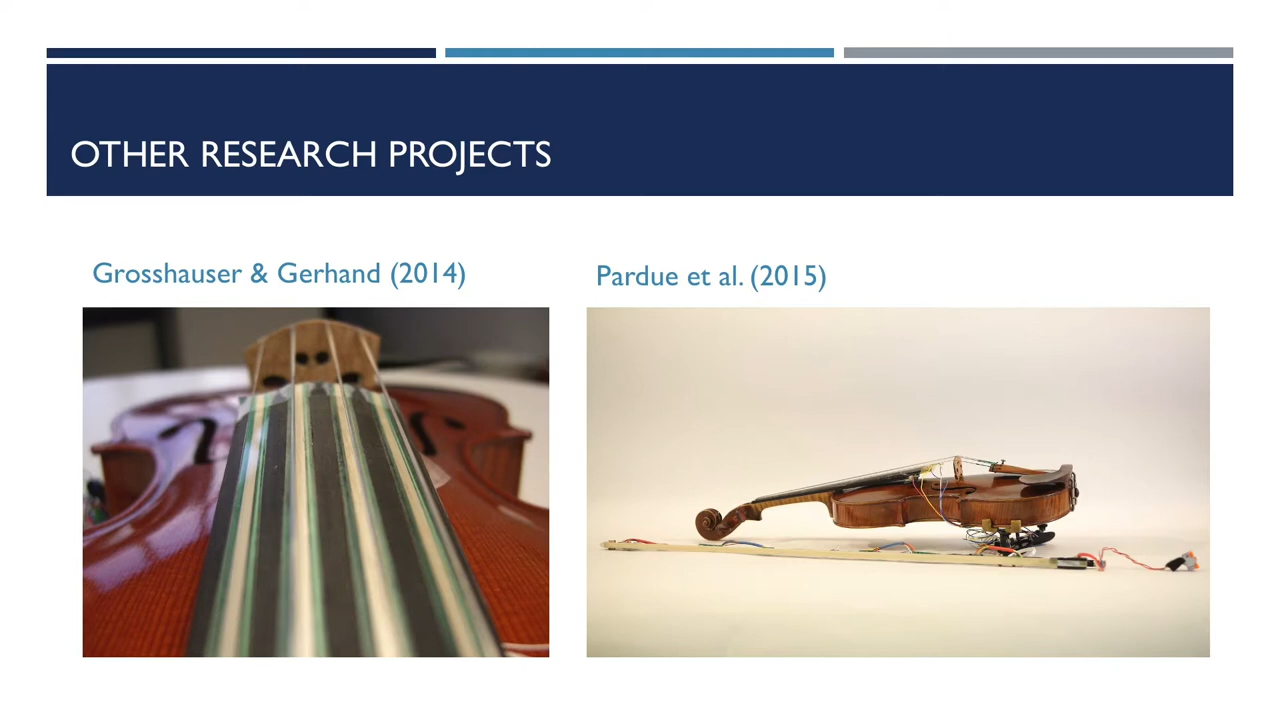 OTHER RESEARCH PROJECTS
Grosshauser & Gerhand (2014)
Pardue et al. (2015)